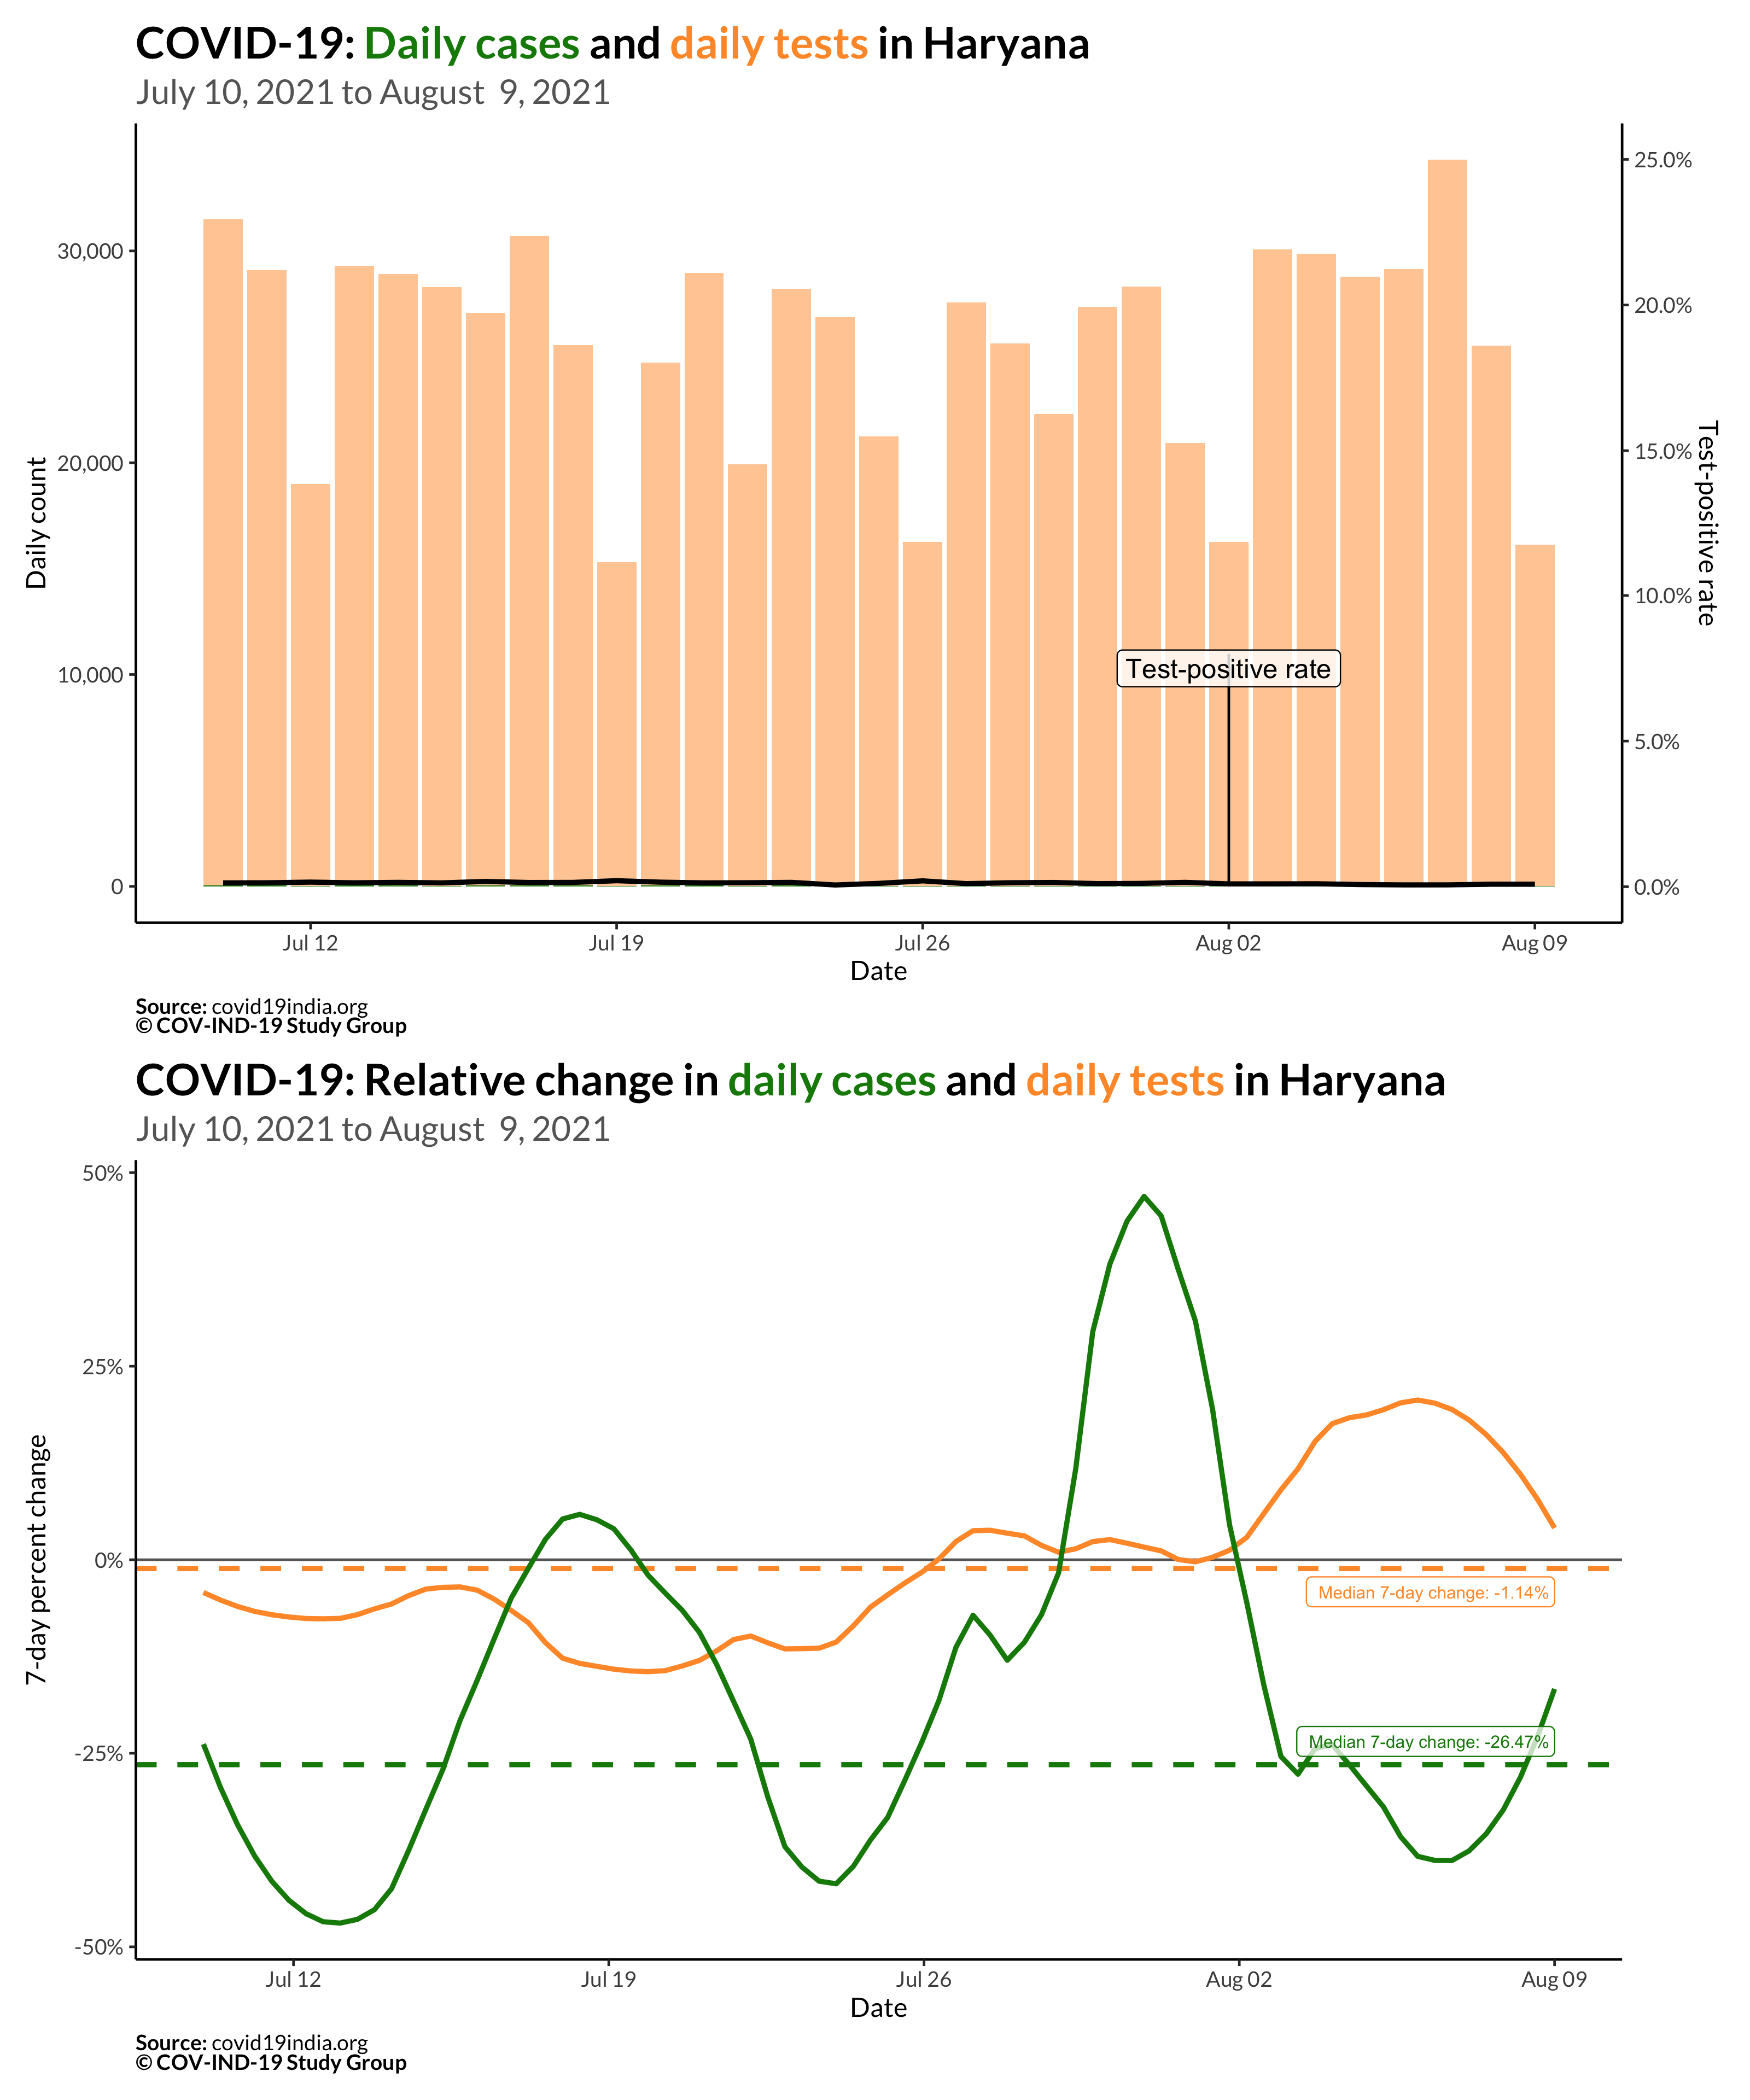 COVID-19: Daily cases and daily tests in Haryana
July 10, 2021 to August  9, 2021
Daily count
30,000
20,000
10,000
0
25.0%
20.0%
15.0%
10.0%
5.0%
0.0%
Test-positive rate
Test-positive rate
Jul 12
Jul 19
Jul 26
Aug 02
Aug 09
Date
Source: covid19india.org
© COV-IND-19 Study Group
COVID-19: Relative change in daily cases and daily tests in Haryana
July 10, 2021 to August  9, 2021
7-day percent change
50%
25%
0%
-25%
-50%
Median 7-day change: -1.14%
Median 7-day change: -26.47%
Jul 12
Jul 19
Jul 26
Aug 02
Aug 09
Date
Source: covid19india.org
© COV-IND-19 Study Group